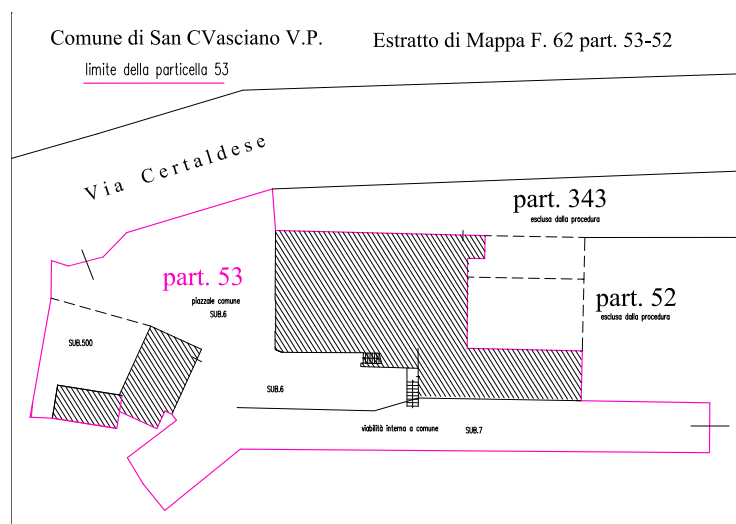 Comune di San CVasciano V.P.
Estratto di Mappa F. 62 part. 53-52
limite della particella 53
Via Certaldese
part. 343
esclusa dalla procedura
part. 53
piazzale comune
SUB.6
part. 52
esclusa dalla procedura
SUB.500
SUB.6
viabilità interna a comune
SUB.7